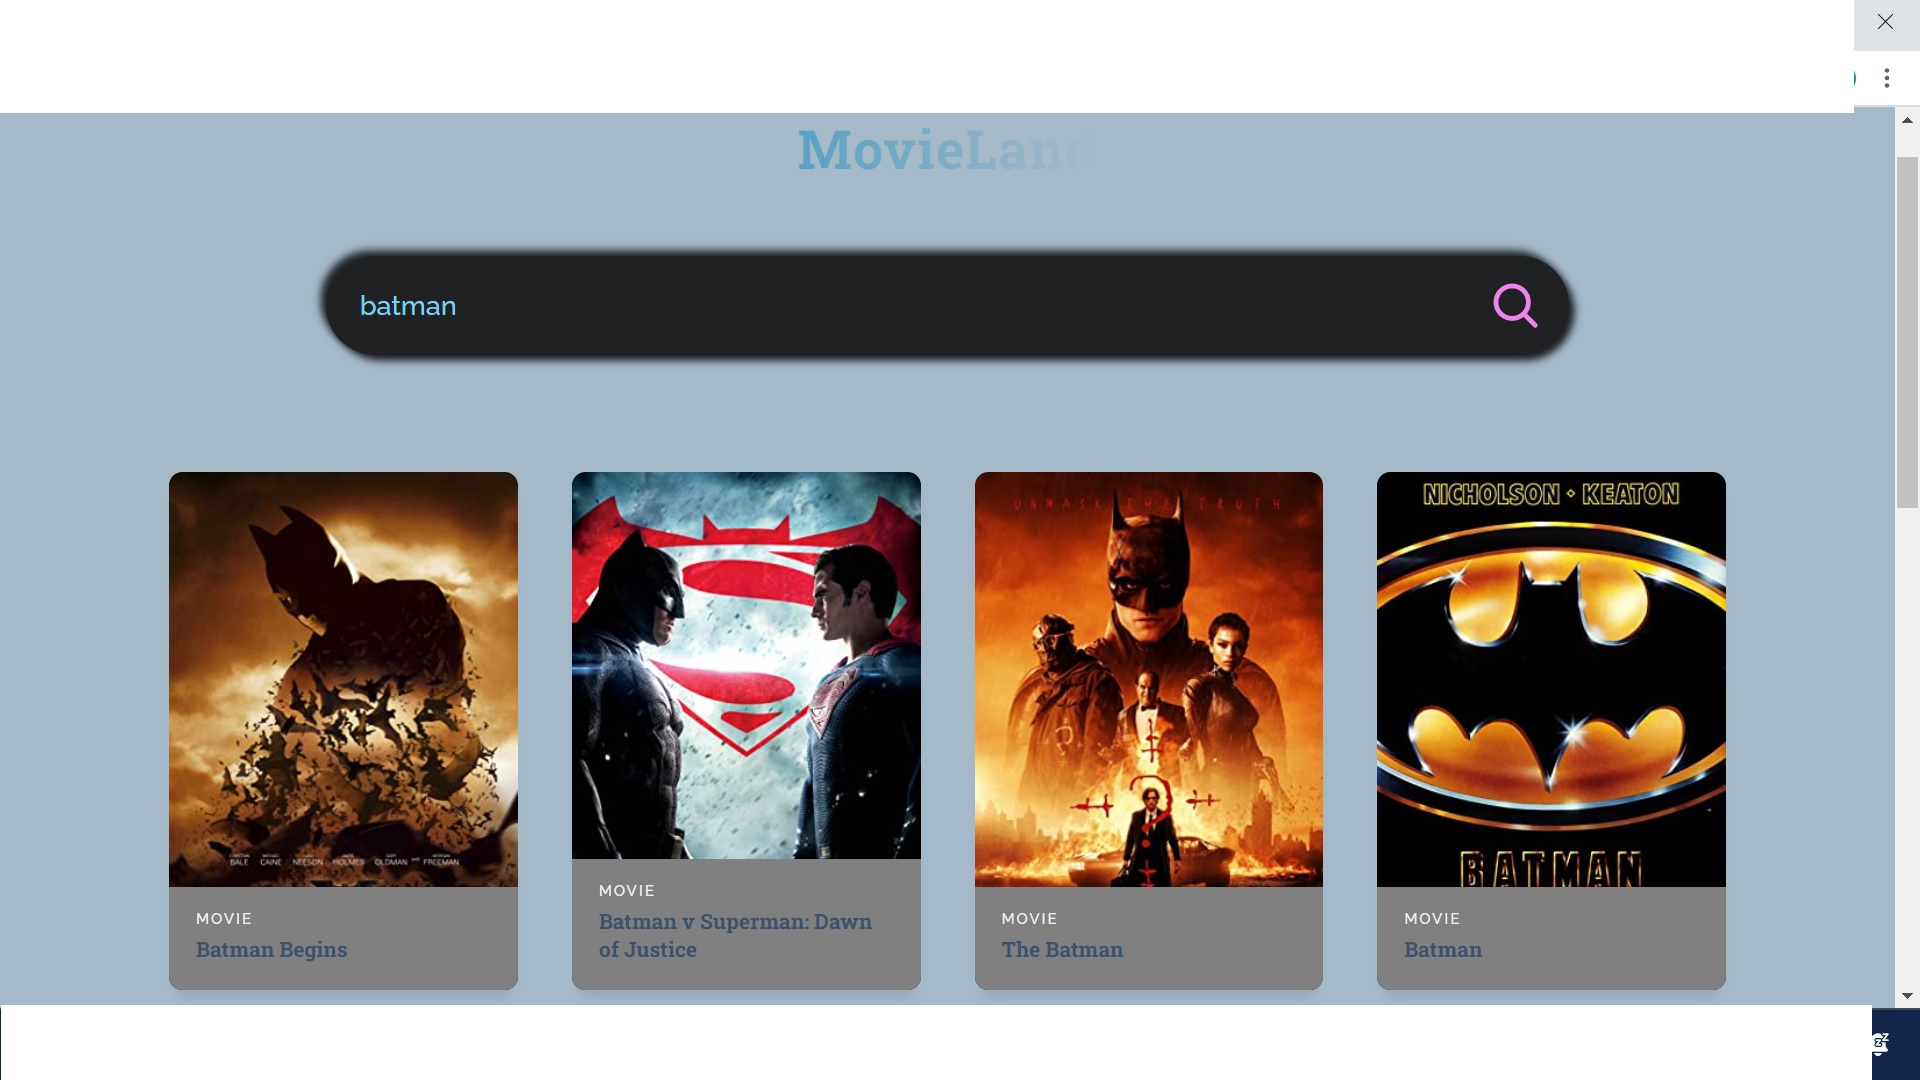 MovieLand
batman
UNMASK THE TRUTH
NICHOLSON • KEATON
BATMAN
BALE CAINE NEESON HOLMES OLDMAN and FREEMAN
MOVIE
Batman Begins
MOVIE
Batman v Superman: Dawn
of Justice
MOVIE
The Batman
MOVIE
Batman